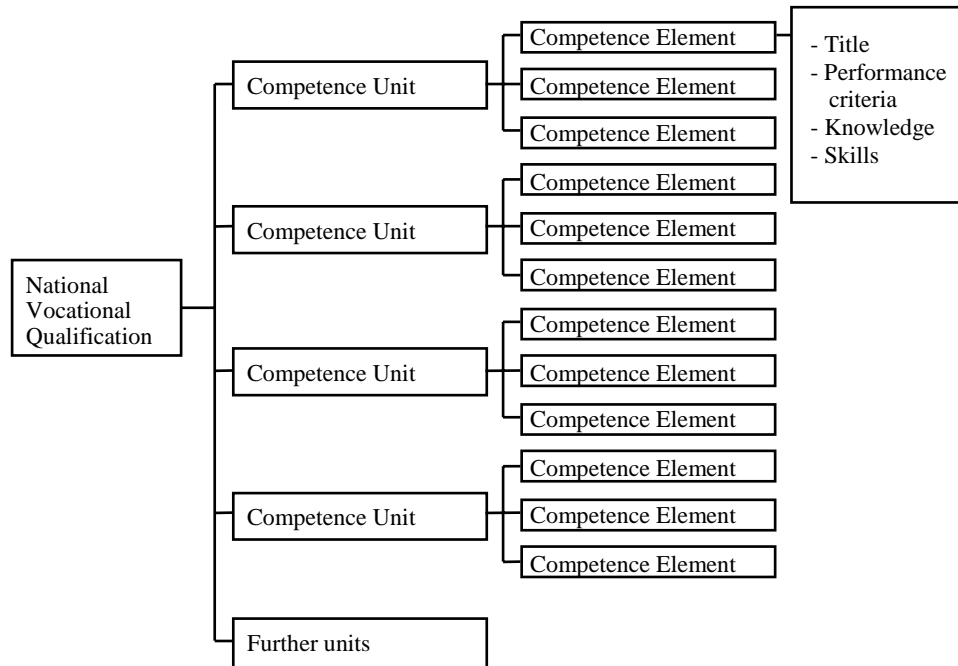 National
Vocational
Qualification
Competence Unit
Competence Element
- Title
- Performance
criteria
- Knowledge
- Skills
Competence Element
Competence Element
Competence Unit
Competence Element
Competence Element
Competence Element
Competence Unit
Competence Element
Competence Element
Competence Element
Competence Unit
Competence Element
Competence Element
Competence Element
Further units